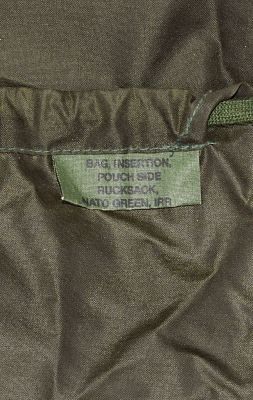 BAG, INSERTION,
POUCH SIDE
RUCKSACK,
NATO GREEN, IRR